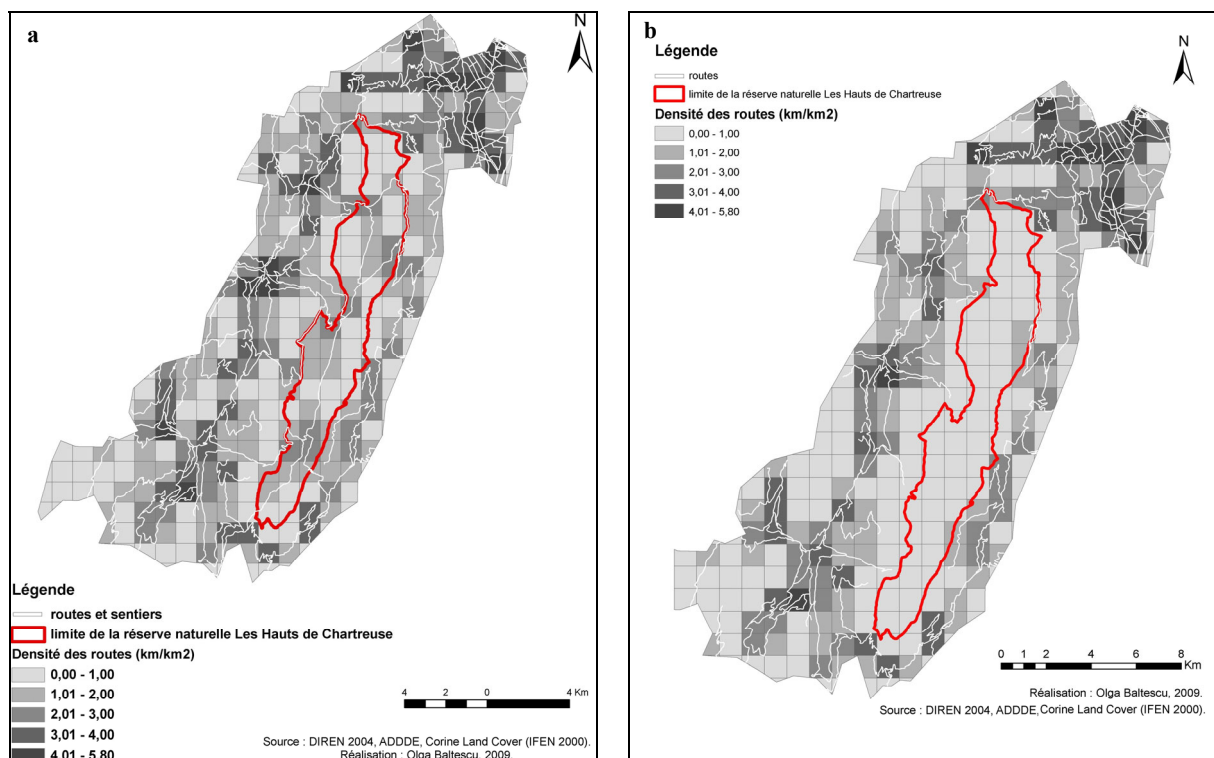 a
N
Légende
routes et sentiers
limite de la réserve naturelle Les Hauts de Chartreuse
Densité des routes (km/km2)
0,00 - 1,00
1,01 - 2,00
2,01 - 3,00
3,01 - 4,00
4,01 - 5,80
4 2 0 4 Km
Source : DIREN 2004, ADDDE, Corine Land Cover (IFEN 2000).
Réalisation : Olga Baltescu, 2009.
b
N
Légende
routes
limite de la réserve naturelle Les Hauts de Chartreuse
Densité des routes (km/km2)
0,00 - 1,00
1,01 - 2,00
2,01 - 3,00
3,01 - 4,00
4,01 - 5,80
0 1 2 4 6 8
Km
Réalisation : Olga Baltescu, 2009.
Source : DIREN 2004, ADDDE, Corine Land Cover (IFEN 2000).